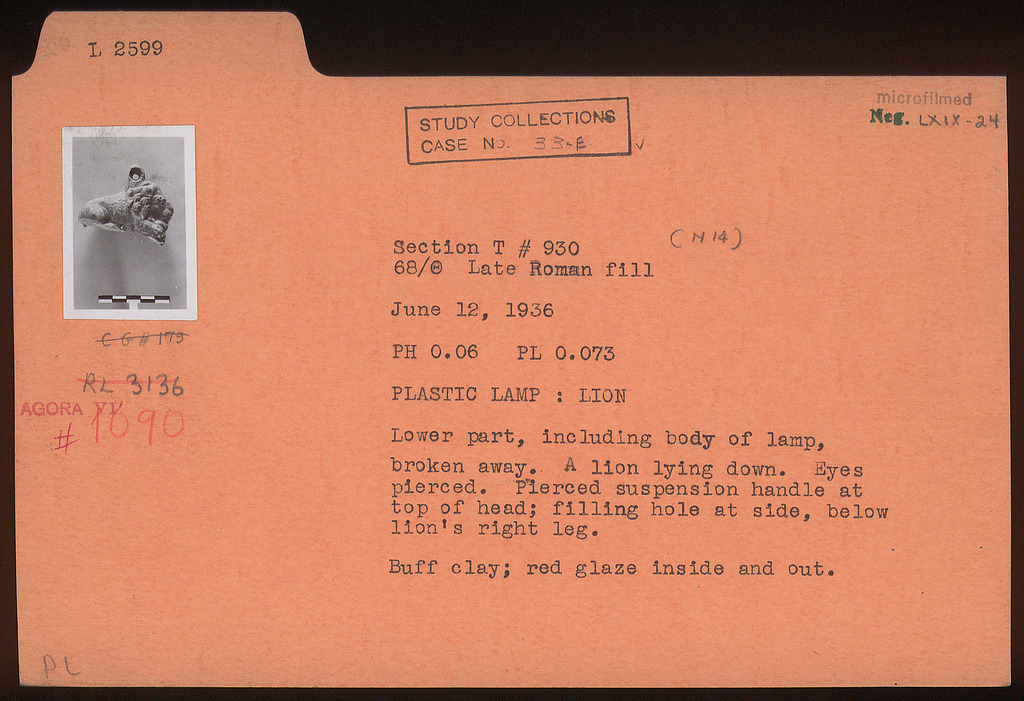 L 2599
microfilmed
Neg. LXIX-24
STUDY COLLECTIONS
CASE No. 33-E
(N 14)
Section T # 930
68/Θ Late Roman fill
June 12, 1936
PH 0.06 PL 0.073
PLASTIC LAMP : LION
Lower part, including body of lamp,
broken away. A lion lying down. Eyes
pierced. Pierced suspension handle at
top of head; filling hole at side, below
lion's right leg.
Buff clay; red glaze inside and out.
C G # 179
RL 3136
AGORA VI
# 1090
PL